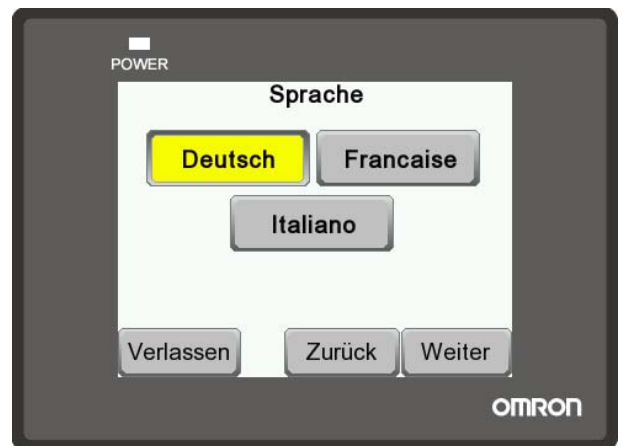 POWER
Sprache
Deutsch Francaise
Italiano
Verlassen Zurück Weiter
OMRON